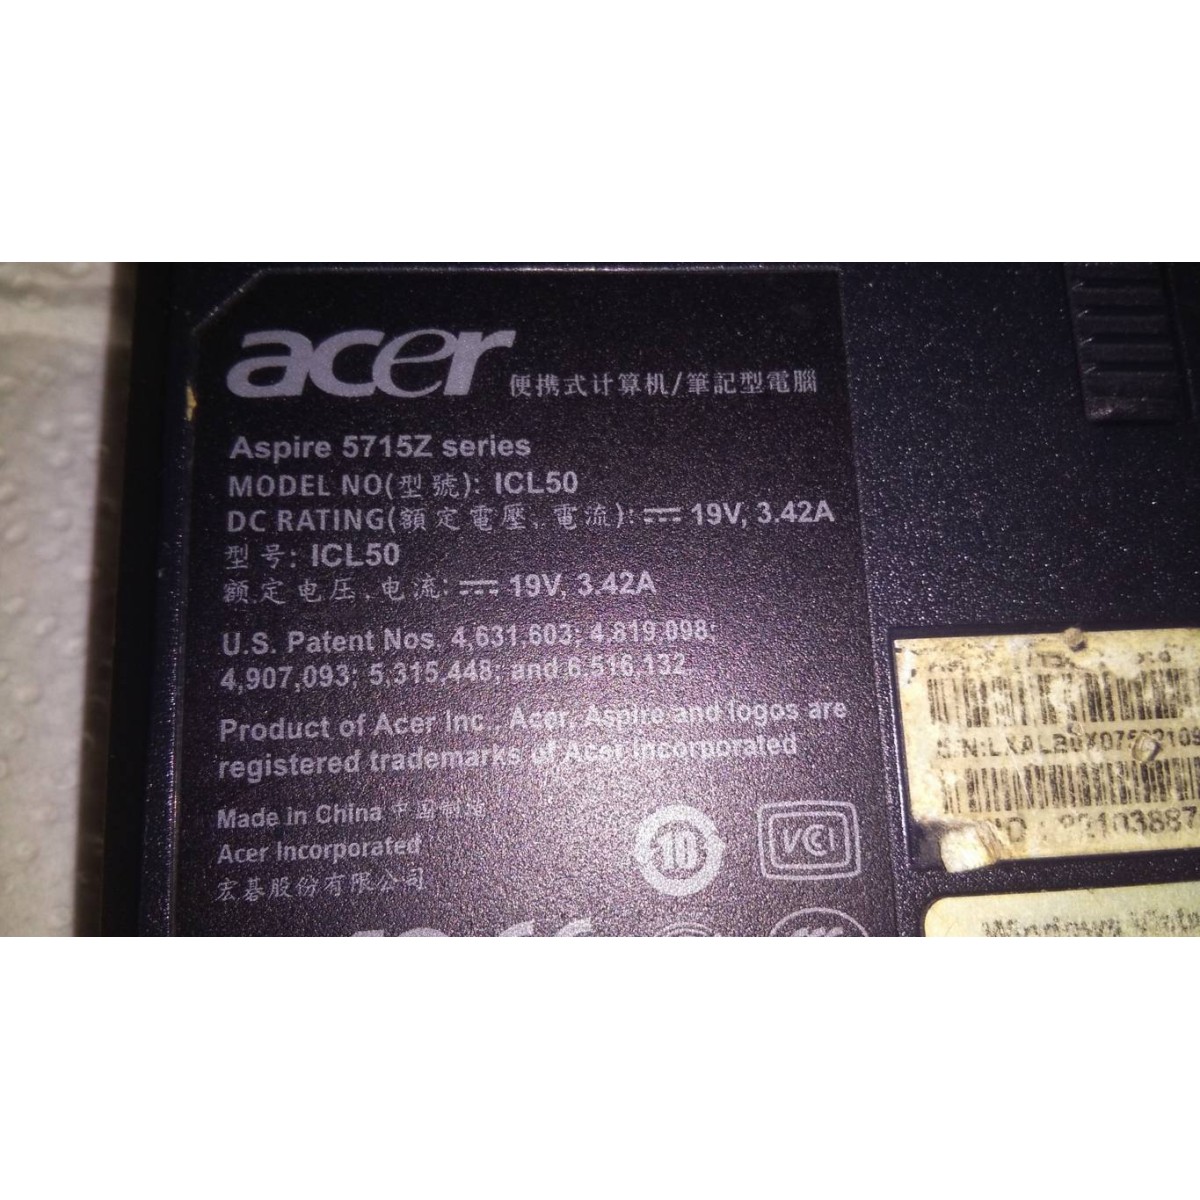 acer 便携式计算机/筆記型電腦
Aspire 5715Z series
MODEL NO(型號): ICL50
DC RATING(額定電壓、電流): 19V, 3.42A
型号: ICL50
额定电压、电流: 19V, 3.42A
U.S. Patent Nos. 4,631,603; 4,819,098;
4,907,093; 5,315,448; and 6,516,132
Product of Acer Inc., Acer, Aspire and logos are
registered trademarks of Acer Incorporated
Made in China 中国制造
Acer Incorporated
宏碁股份有限公司
10
VCI